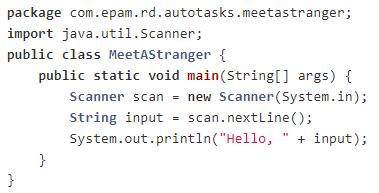 package com.epam.rd.autotasks.meetastranger;
import java.util.Scanner;
public class MeetAStranger {
    public static void main(String[] args) {
        Scanner scan = new Scanner(System.in);
        String input = scan.nextLine();
        System.out.println("Hello, " + input);
    }
}